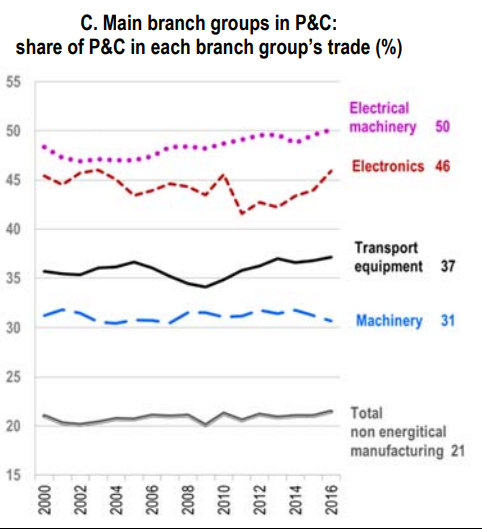 C. Main branch groups in P&C:
share of P&C in each branch group's trade (%)
55
50
45
40
35
30
25
20
15
Electrical
machinery 50
Electronics 46
Transport
equipment 37
Machinery 31
Total
non energitical
manufacturing 21
2000
2002
2004
2006
2008
2010
2012
2014
2016